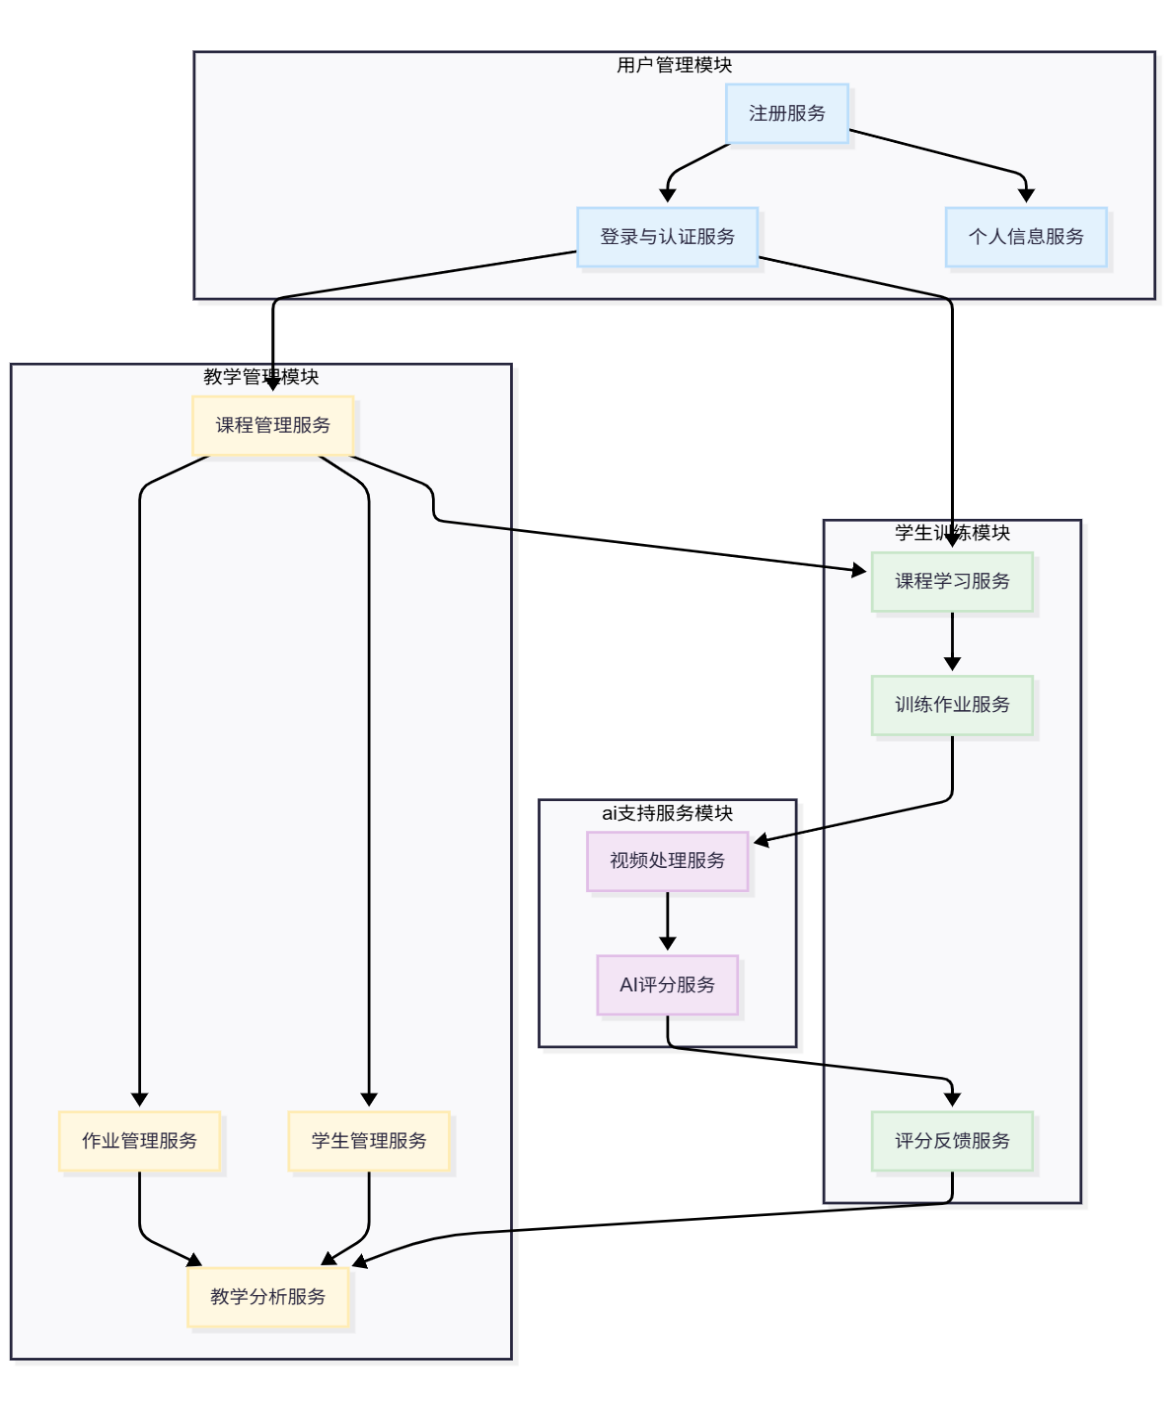 用户管理模块
注册服务
登录与认证服务
个人信息服务
教学管理模块
课程管理服务
学生训练模块
课程学习服务
训练作业服务
ai支持服务模块
视频处理服务
AI评分服务
作业管理服务
学生管理服务
评分反馈服务
教学分析服务